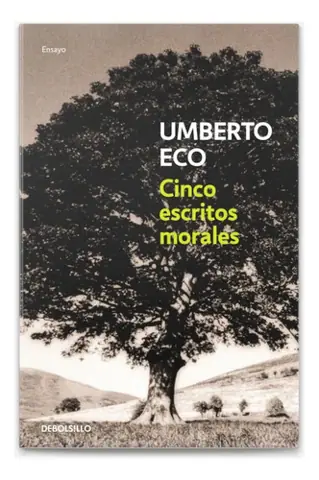 Ensayo
UMBERTO
ECO
Cinco
escritos
morales
DEBOLSILLO